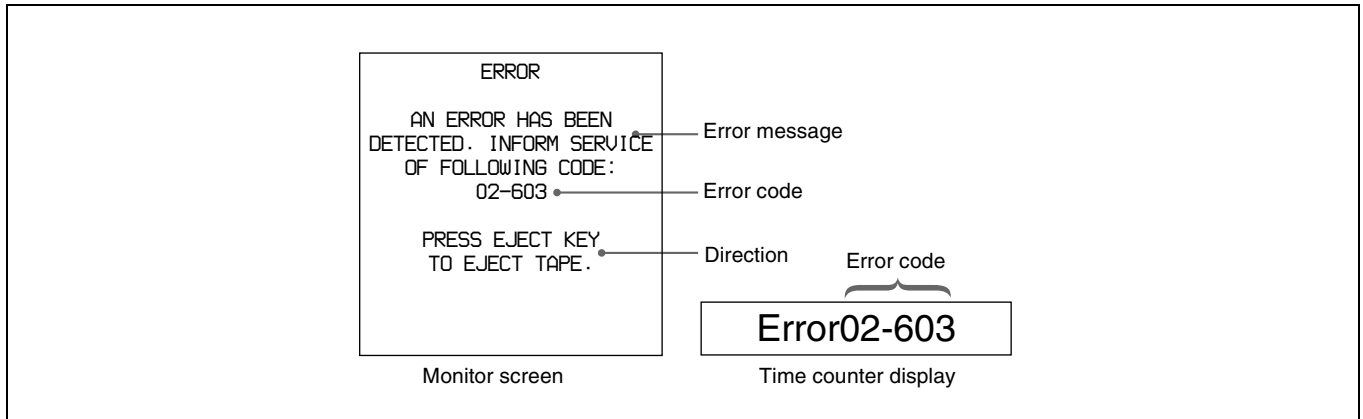 ERROR
AN ERROR HAS BEEN
DETECTED. INFORM SERVICE
OF FOLLOWING CODE:
02-603
PRESS EJECT KEY
TO EJECT TAPE.
Error message
Error code
Direction
Error code
Error02-603
Monitor screen
Time counter display